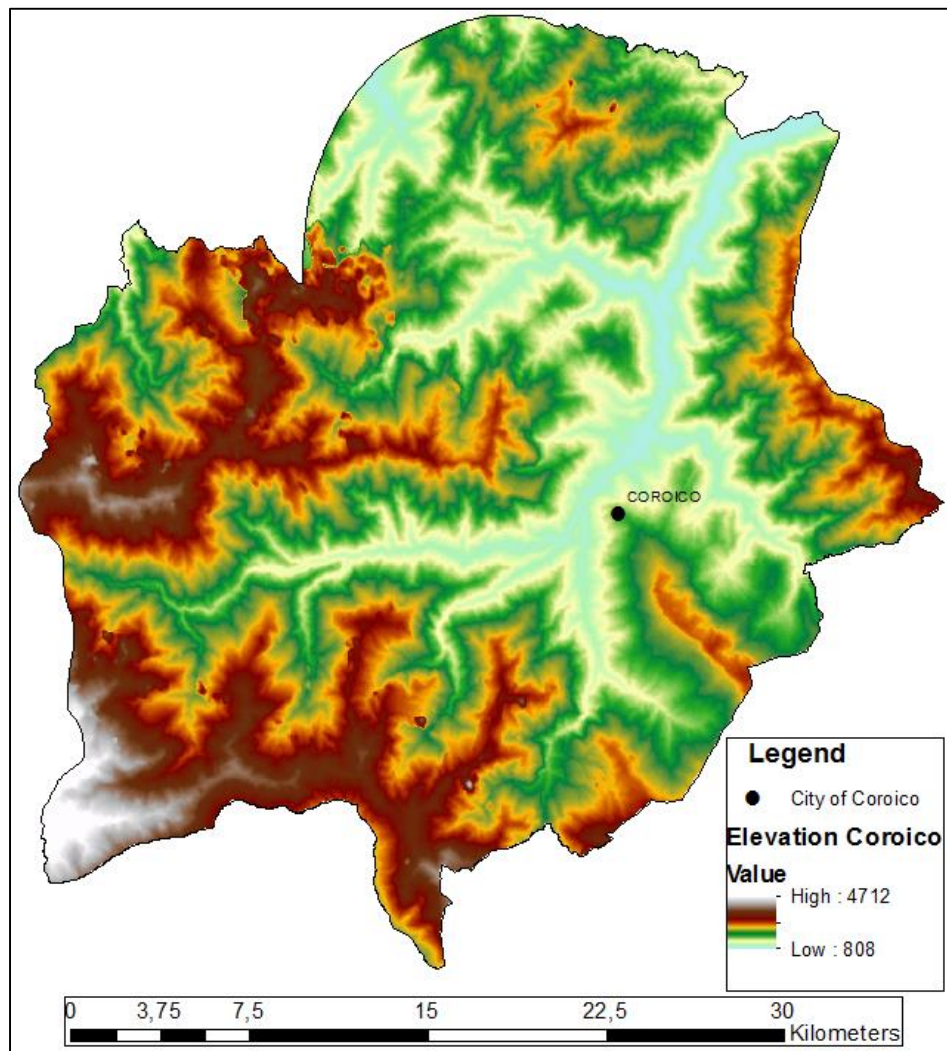 COROICO
Legend
City of Coroico
Elevation Coroico
Value
High : 4712
Low : 808
0 3,75 7,5 15 22,5 30
Kilometers